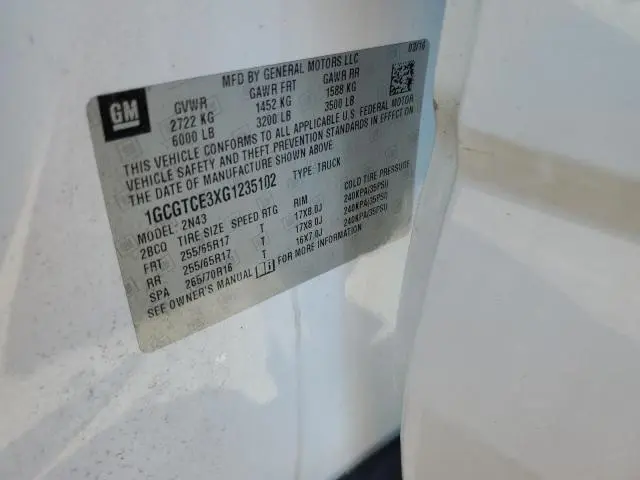 GM
MFD BY GENERAL MOTORS LLC 03/16
GVWR GAWR FRT GAWR RR
2722 KG 1452 KG 1588 KG
6000 LB 3200 LB 3500 LB
THIS VEHICLE CONFORMS TO ALL APPLICABLE U.S. FEDERAL MOTOR
VEHICLE SAFETY AND THEFT PREVENTION STANDARDS IN EFFECT ON
THE DATE OF MANUFACTURE SHOWN ABOVE.
1GCGTCE3XG1235102 TYPE: TRUCK
MODEL: 2N43
2BCQ TIRE SIZE SPEED RTG RIM COLD TIRE PRESSURE
FRT 255/65R17 T 17X8.0J 240KPA(35PSI)
RR 255/65R17 T 17X8.0J 240KPA(35PSI)
SPA 265/70R16 T 16X7.0J 240KPA(35PSI)
SEE OWNER'S MANUAL FOR MORE INFORMATION